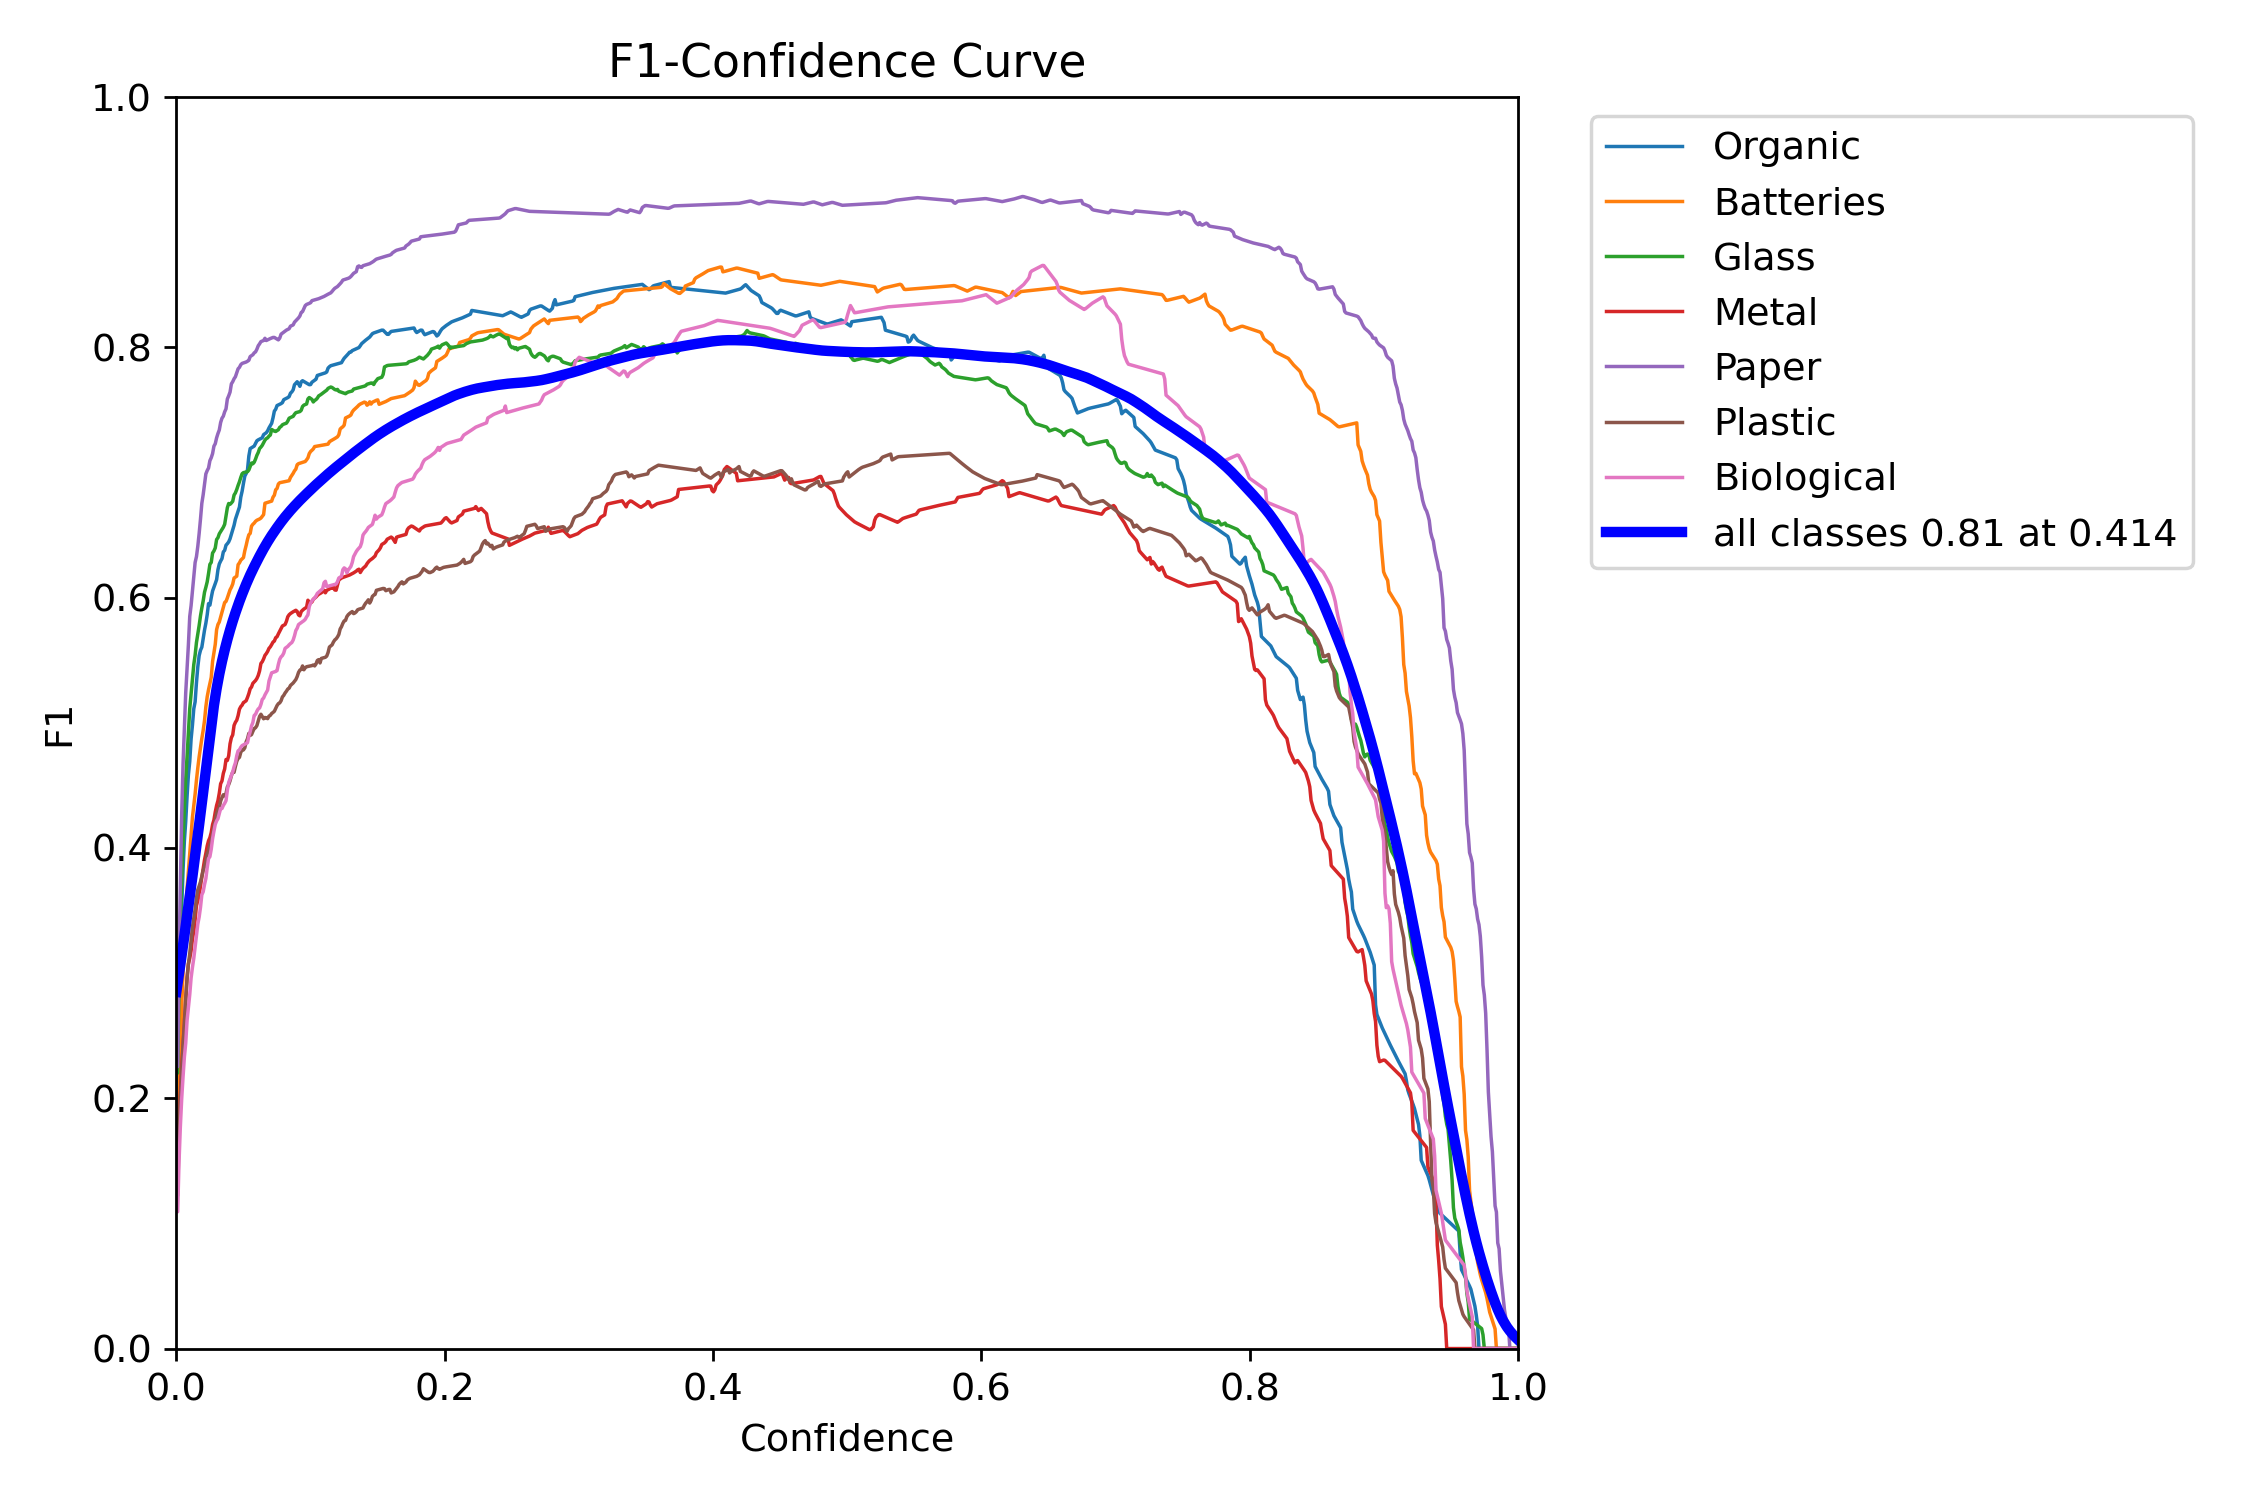 F1-Confidence Curve
1.0
0.8
0.6
0.4
0.2
0.0
F1
0.0 0.2 0.4 0.6 0.8 1.0
Confidence
Organic
Batteries
Glass
Metal
Paper
Plastic
Biological
all classes 0.81 at 0.414